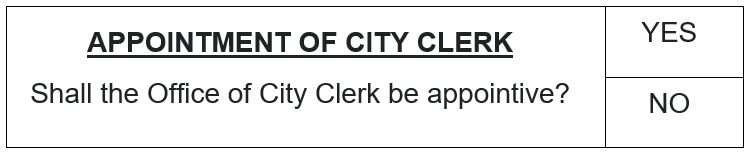 APPOINTMENT OF CITY CLERK
Shall the Office of City Clerk be appointive?
YES
NO